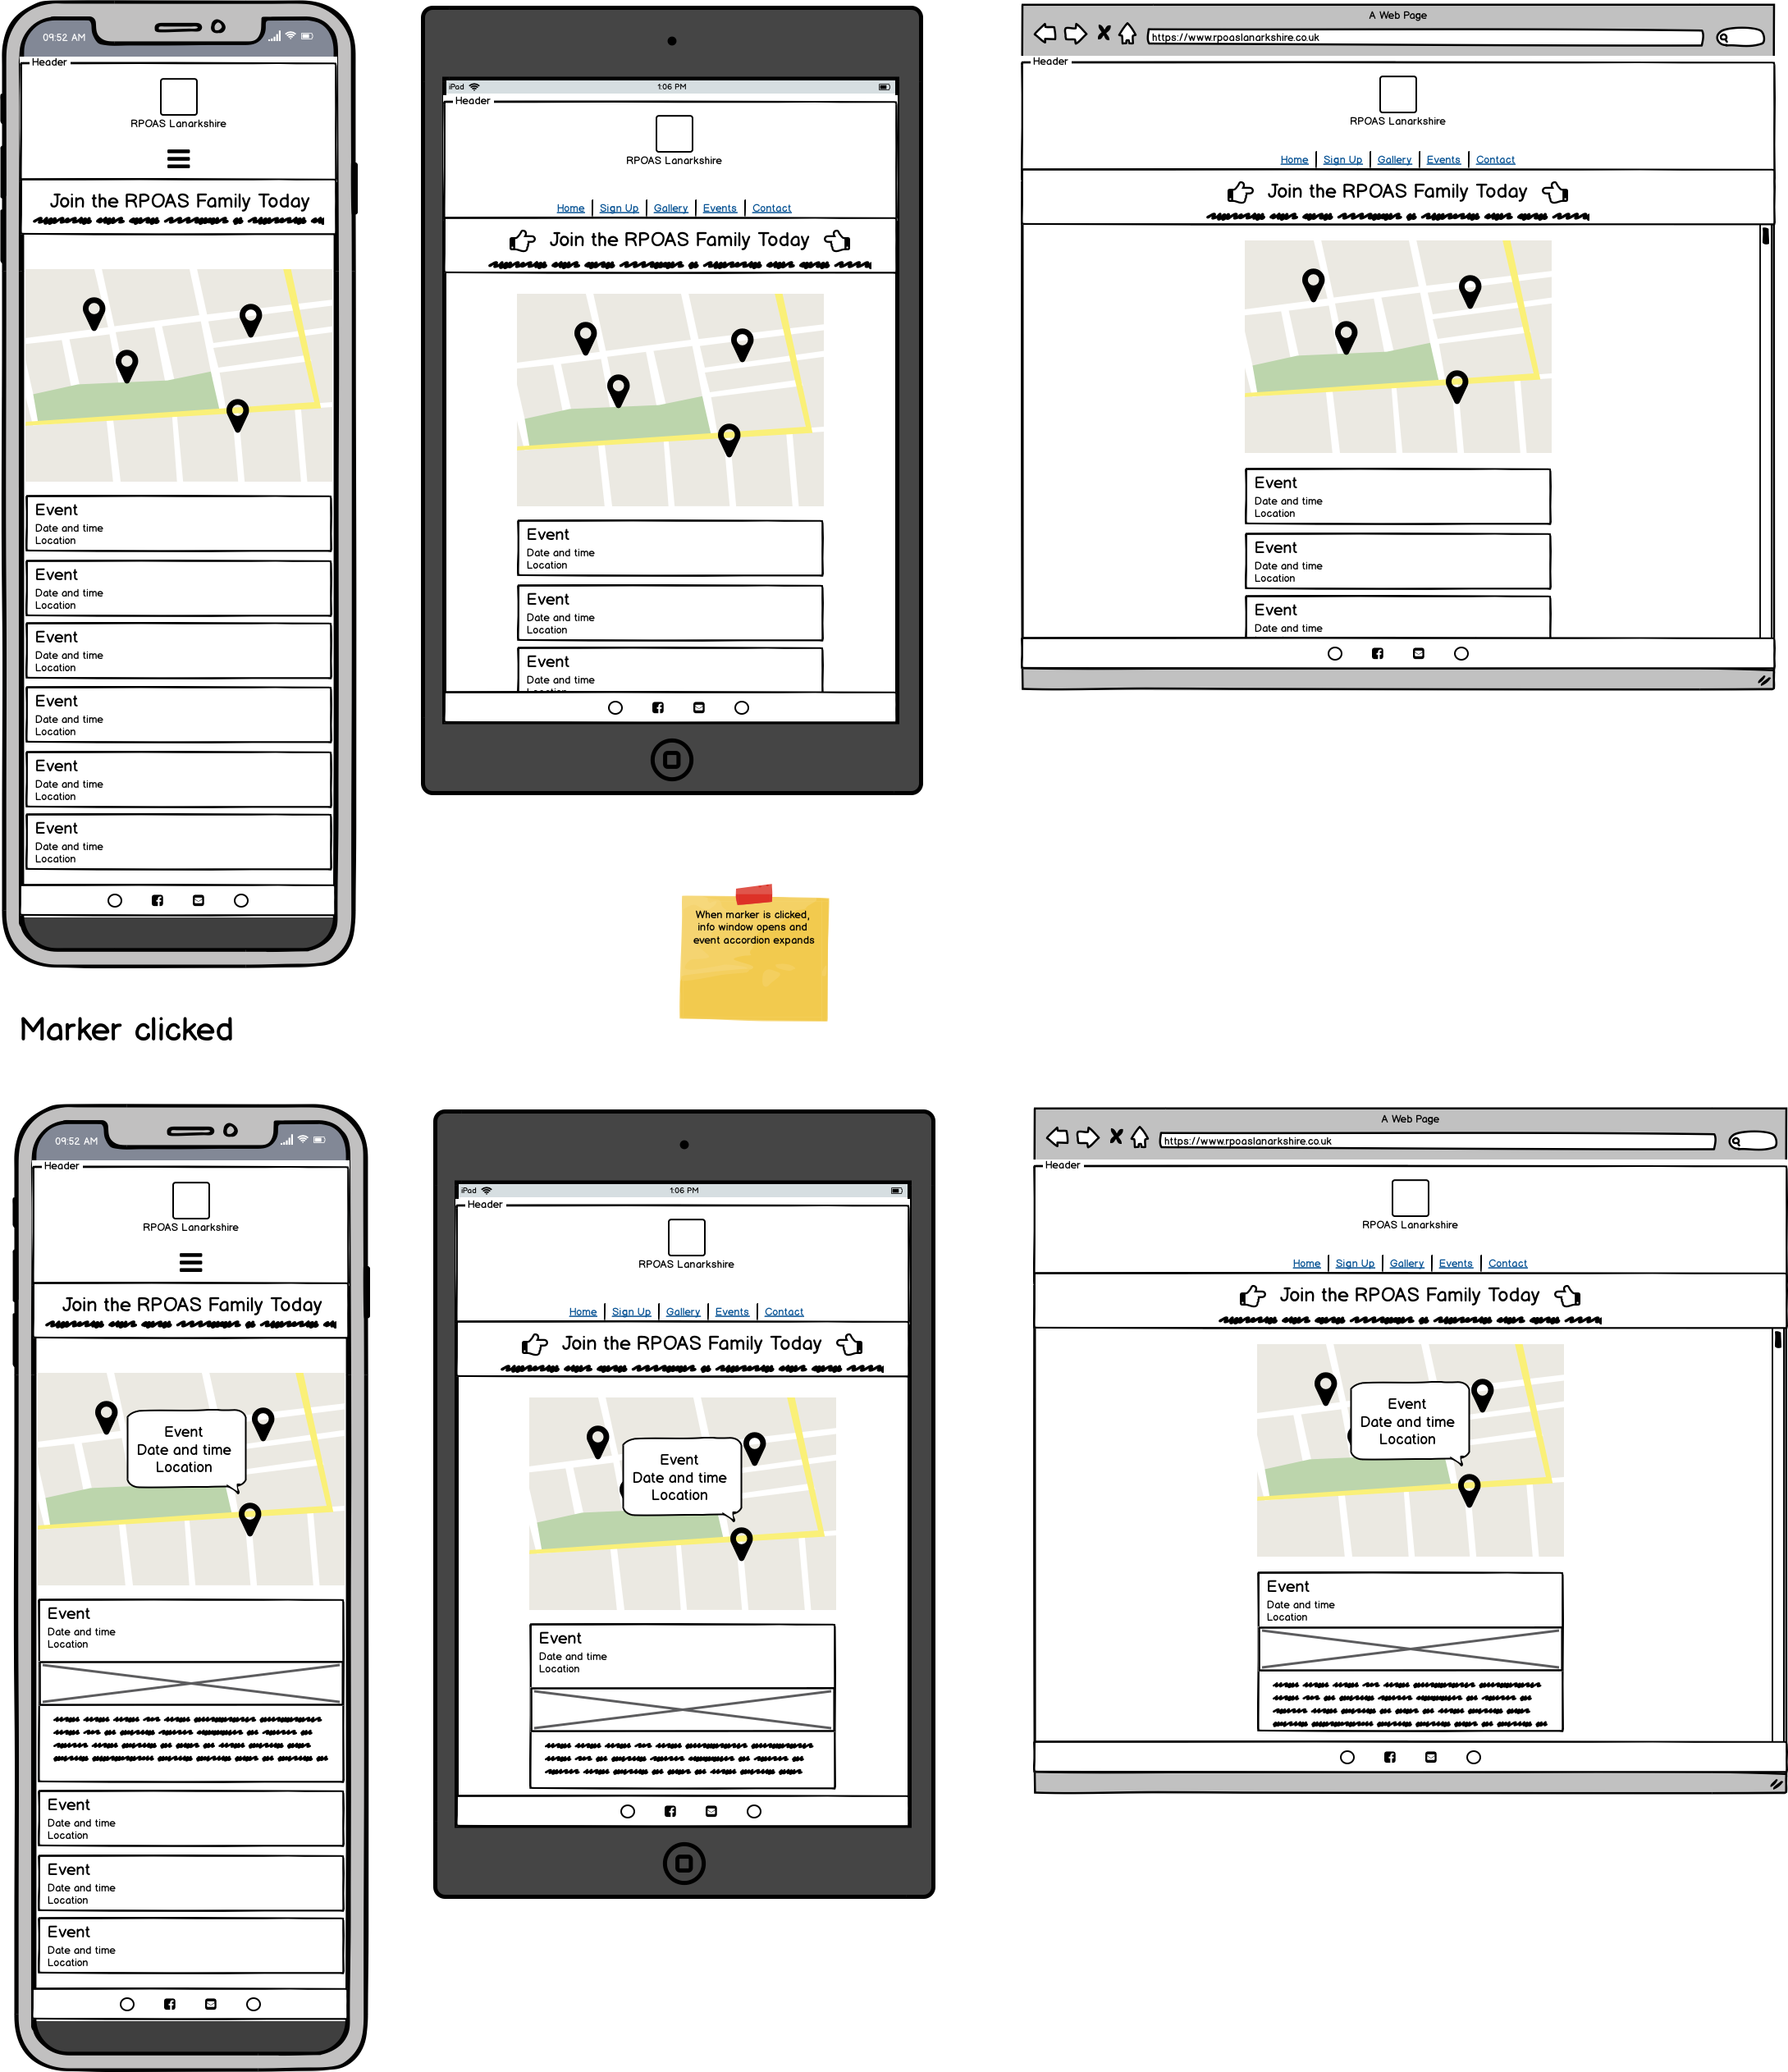 09:52 AM
Header
RPOAS Lanarkshire
Join the RPOAS Family Today
Event
Date and time
Location
Event
Date and time
Location
Event
Date and time
Location
Event
Date and time
Location
Event
Date and time
Location
Event
Date and time
Location
iPad
1:06 PM
Header
RPOAS Lanarkshire
Home Sign Up Gallery Events Contact
Join the RPOAS Family Today
Event
Date and time
Location
Event
Date and time
Location
Event
Date and time
A Web Page
https://www.rpoaslanarkshire.co.uk
Header
RPOAS Lanarkshire
Home Sign Up Gallery Events Contact
Join the RPOAS Family Today
Event
Date and time
Location
Event
Date and time
Location
Event
Date and time
When marker is clicked,
info window opens and
event accordion expands
Marker clicked
09:52 AM
Header
RPOAS Lanarkshire
Join the RPOAS Family Today
Event
Date and time
Location
Event
Date and time
Location
Event
Date and time
Location
Event
Date and time
Location
Event
Date and time
Location
iPad
1:06 PM
Header
RPOAS Lanarkshire
Home Sign Up Gallery Events Contact
Join the RPOAS Family Today
Event
Date and time
Location
Event
Date and time
Location
A Web Page
https://www.rpoaslanarkshire.co.uk
Header
RPOAS Lanarkshire
Home Sign Up Gallery Events Contact
Join the RPOAS Family Today
Event
Date and time
Location
Event
Date and time
Location